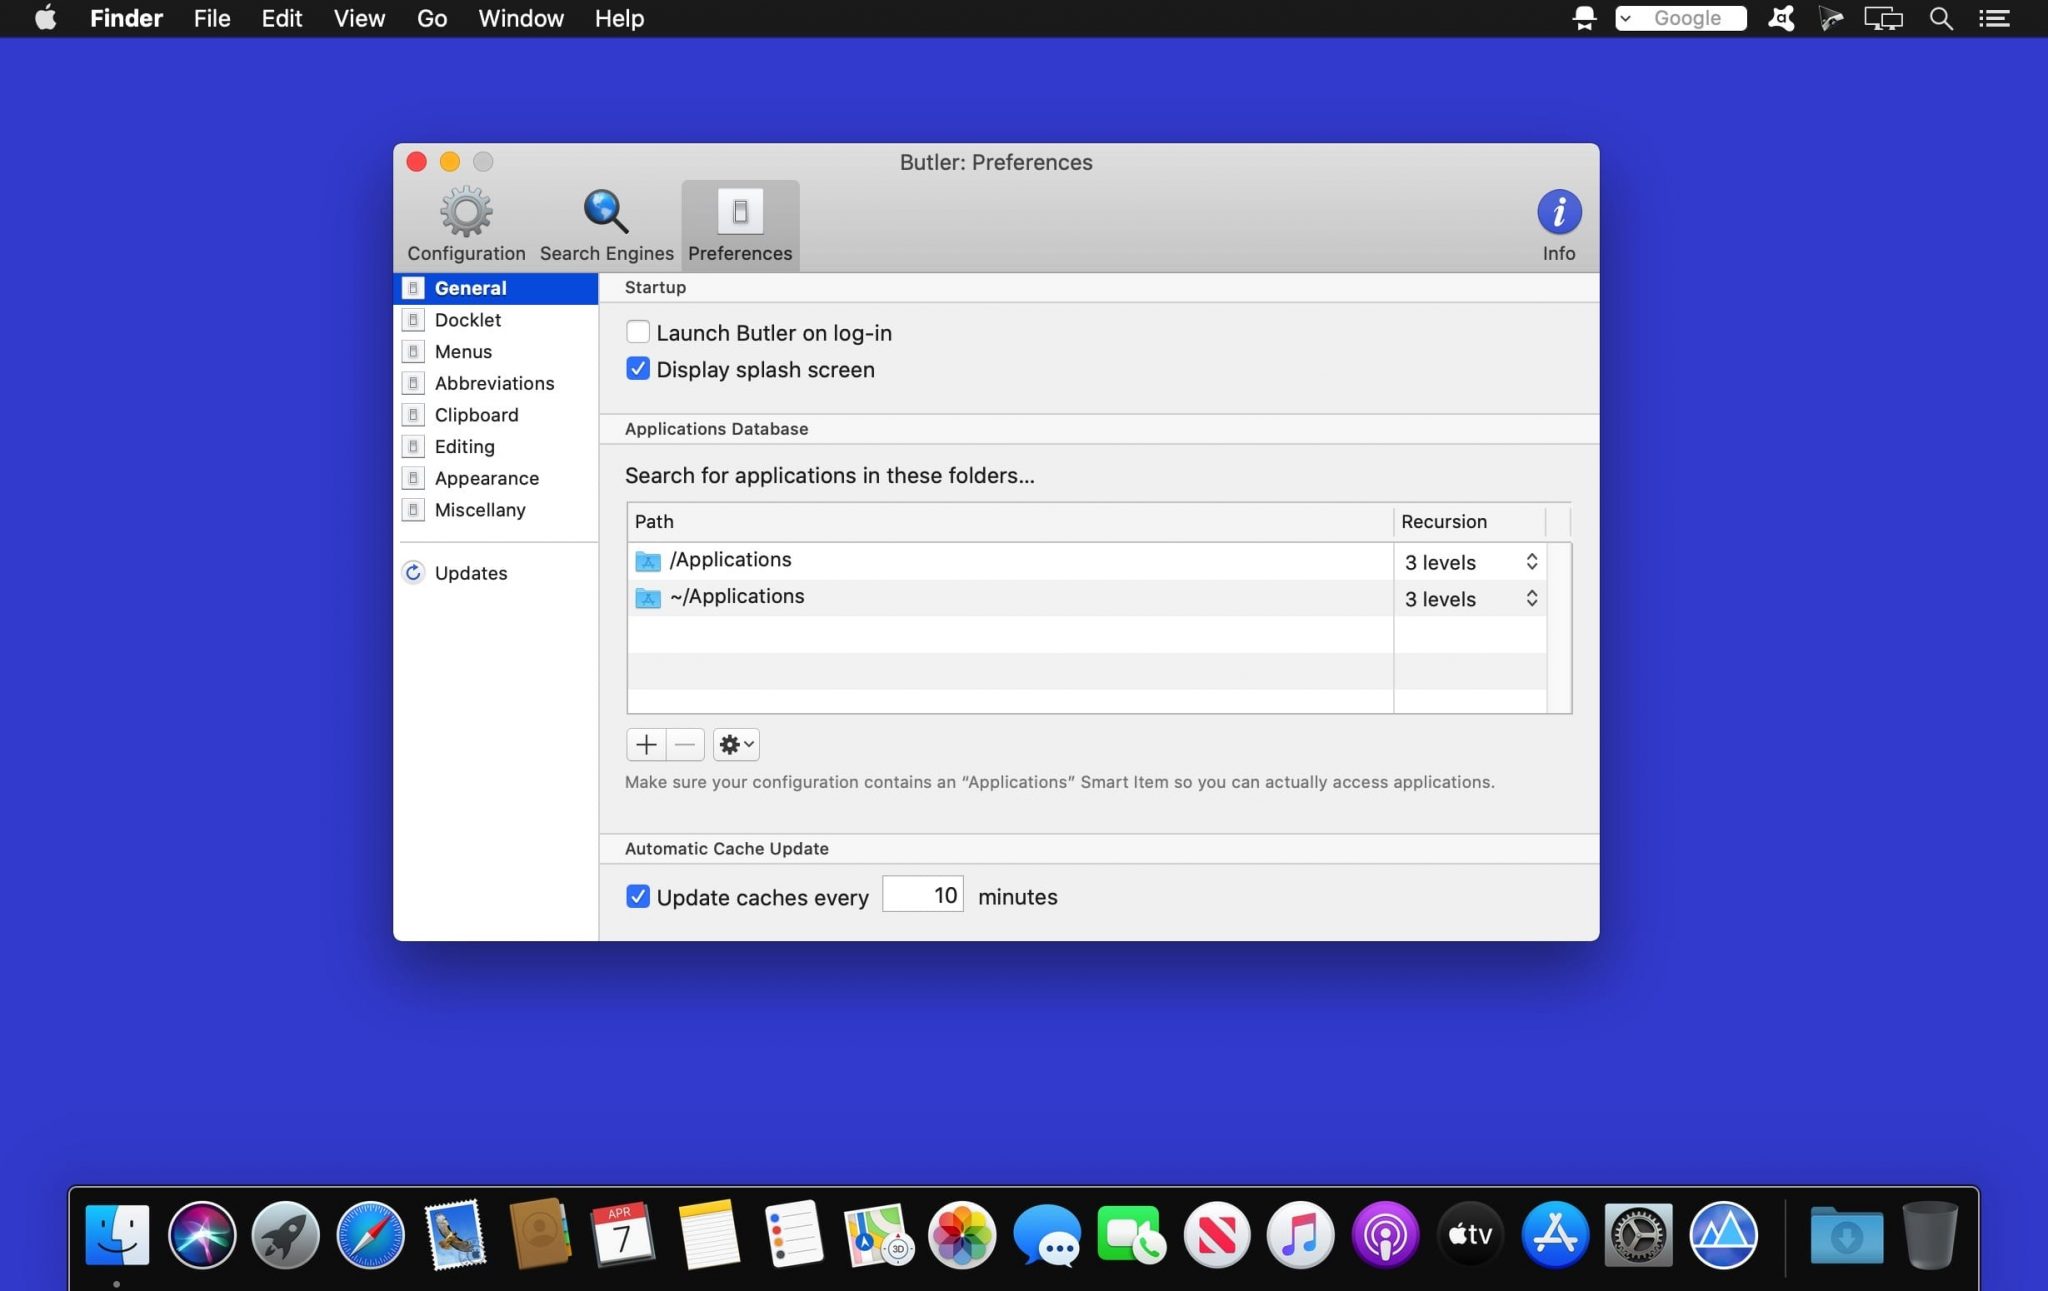 Finder File Edit View Go Window Help Google
Butler: Preferences
Configuration Search Engines Preferences Info
General
Docklet
Menus
Abbreviations
Clipboard
Editing
Appearance
Miscellany
Updates
Startup
Launch Butler on log-in
Display splash screen
Applications Database
Search for applications in these folders...
Path Recursion
/Applications 3 levels
~/Applications 3 levels
Make sure your configuration contains an “Applications” Smart Item so you can actually access applications.
Automatic Cache Update
Update caches every 10 minutes
APR
7
3D
tv